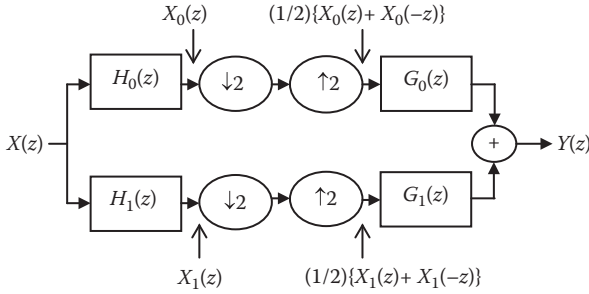 X₀(z) (1/2){X₀(z)+ X₀(-z)}
H₀(z) ↓2 ↑2 G₀(z)
X(z) + Y(z)
H₁(z) ↓2 ↑2 G₁(z)
X₁(z) (1/2){X₁(z)+ X₁(-z)}